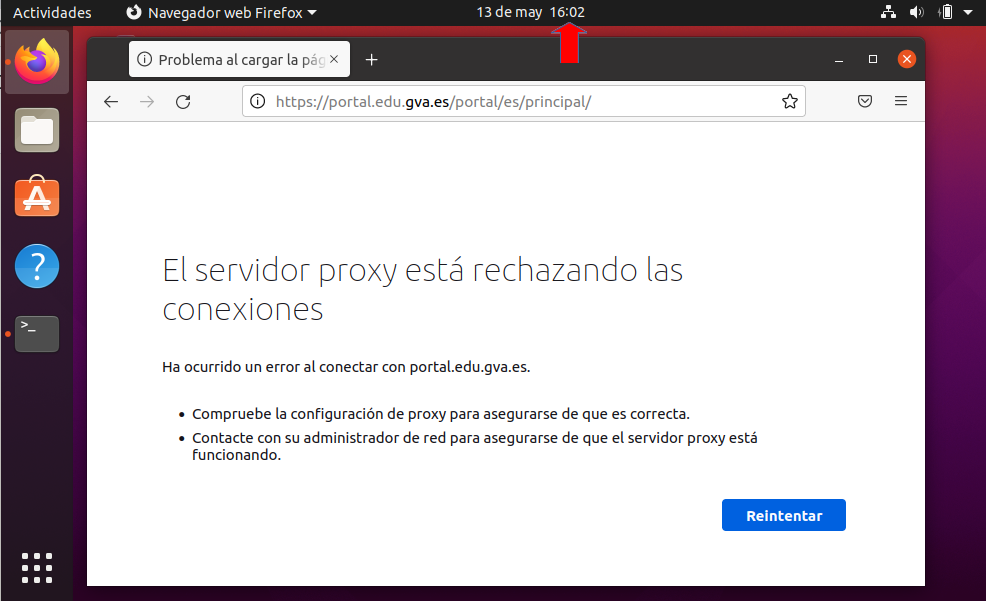 Actividades Navegador web Firefox 13 de may 16:02
Problema al cargar la pág
https://portal.edu.gva.es/portal/es/principal/
El servidor proxy está rechazando las
conexiones
Ha ocurrido un error al conectar con portal.edu.gva.es.
• Compruebe la configuración de proxy para asegurarse de que es correcta.
• Contacte con su administrador de red para asegurarse de que el servidor proxy está
funcionando.
Reintentar